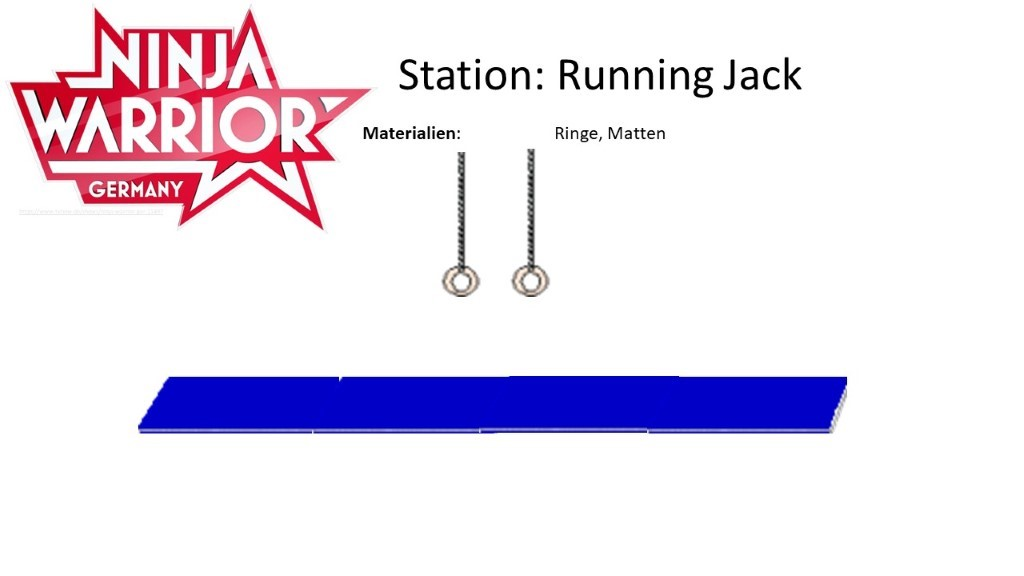 NINJA
WARRIOR
GERMANY
Station: Running Jack
Materialien: Ringe, Matten